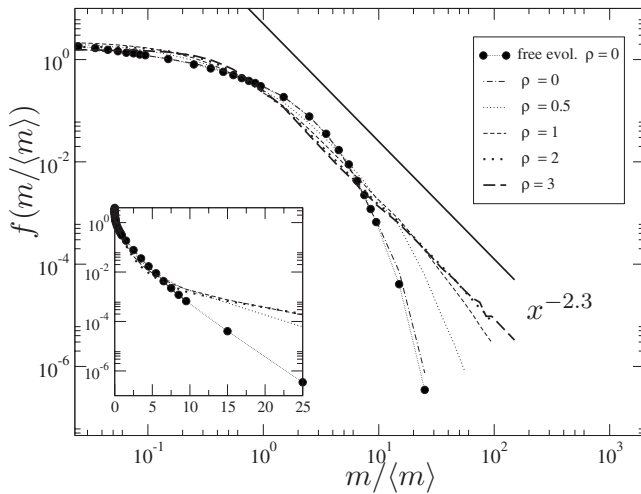 10^0
10^-2
10^-4
10^-6
f(m/⟨m⟩)
10^-1
10^0
10^1
10^2
m/⟨m⟩
free evol. ρ = 0
ρ = 0
ρ = 0.5
ρ = 1
ρ = 2
ρ = 3
x^-2.3
10^0
10^-2
10^-4
10^-6
0 5 10 15 20 25